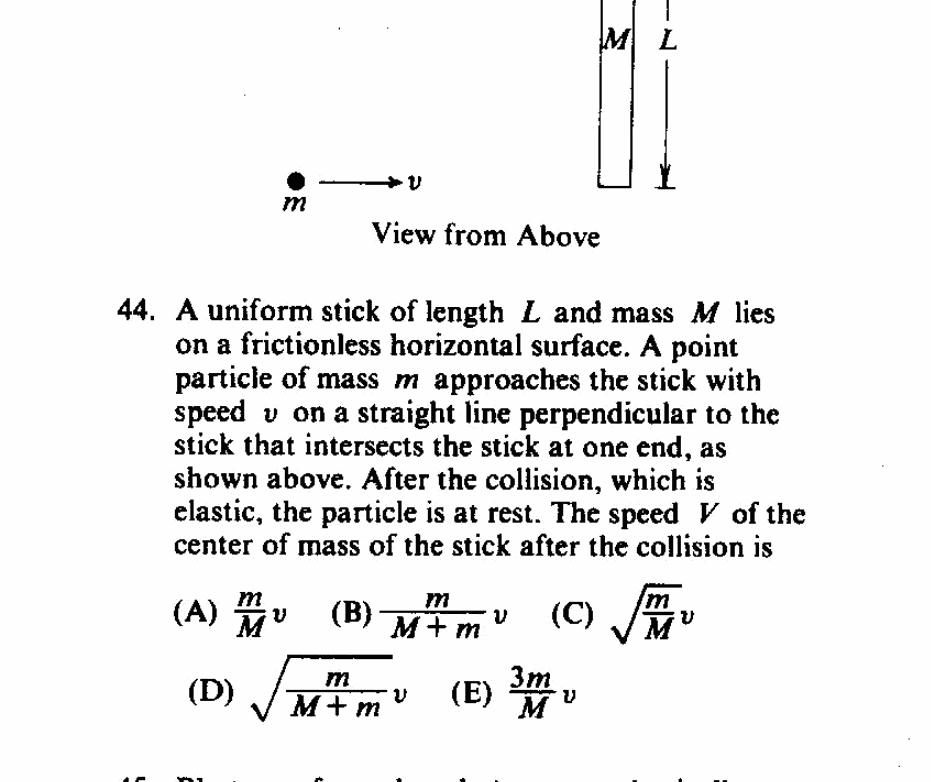 M L
m v
View from Above
44. A uniform stick of length L and mass M lies
on a frictionless horizontal surface. A point
particle of mass m approaches the stick with
speed v on a straight line perpendicular to the
stick that intersects the stick at one end, as
shown above. After the collision, which is
elastic, the particle is at rest. The speed V of the
center of mass of the stick after the collision is
(A) m/M v (B) m/(M + m) v (C) √(m/M) v
(D) √(m/(M + m)) v (E) 3m/M v